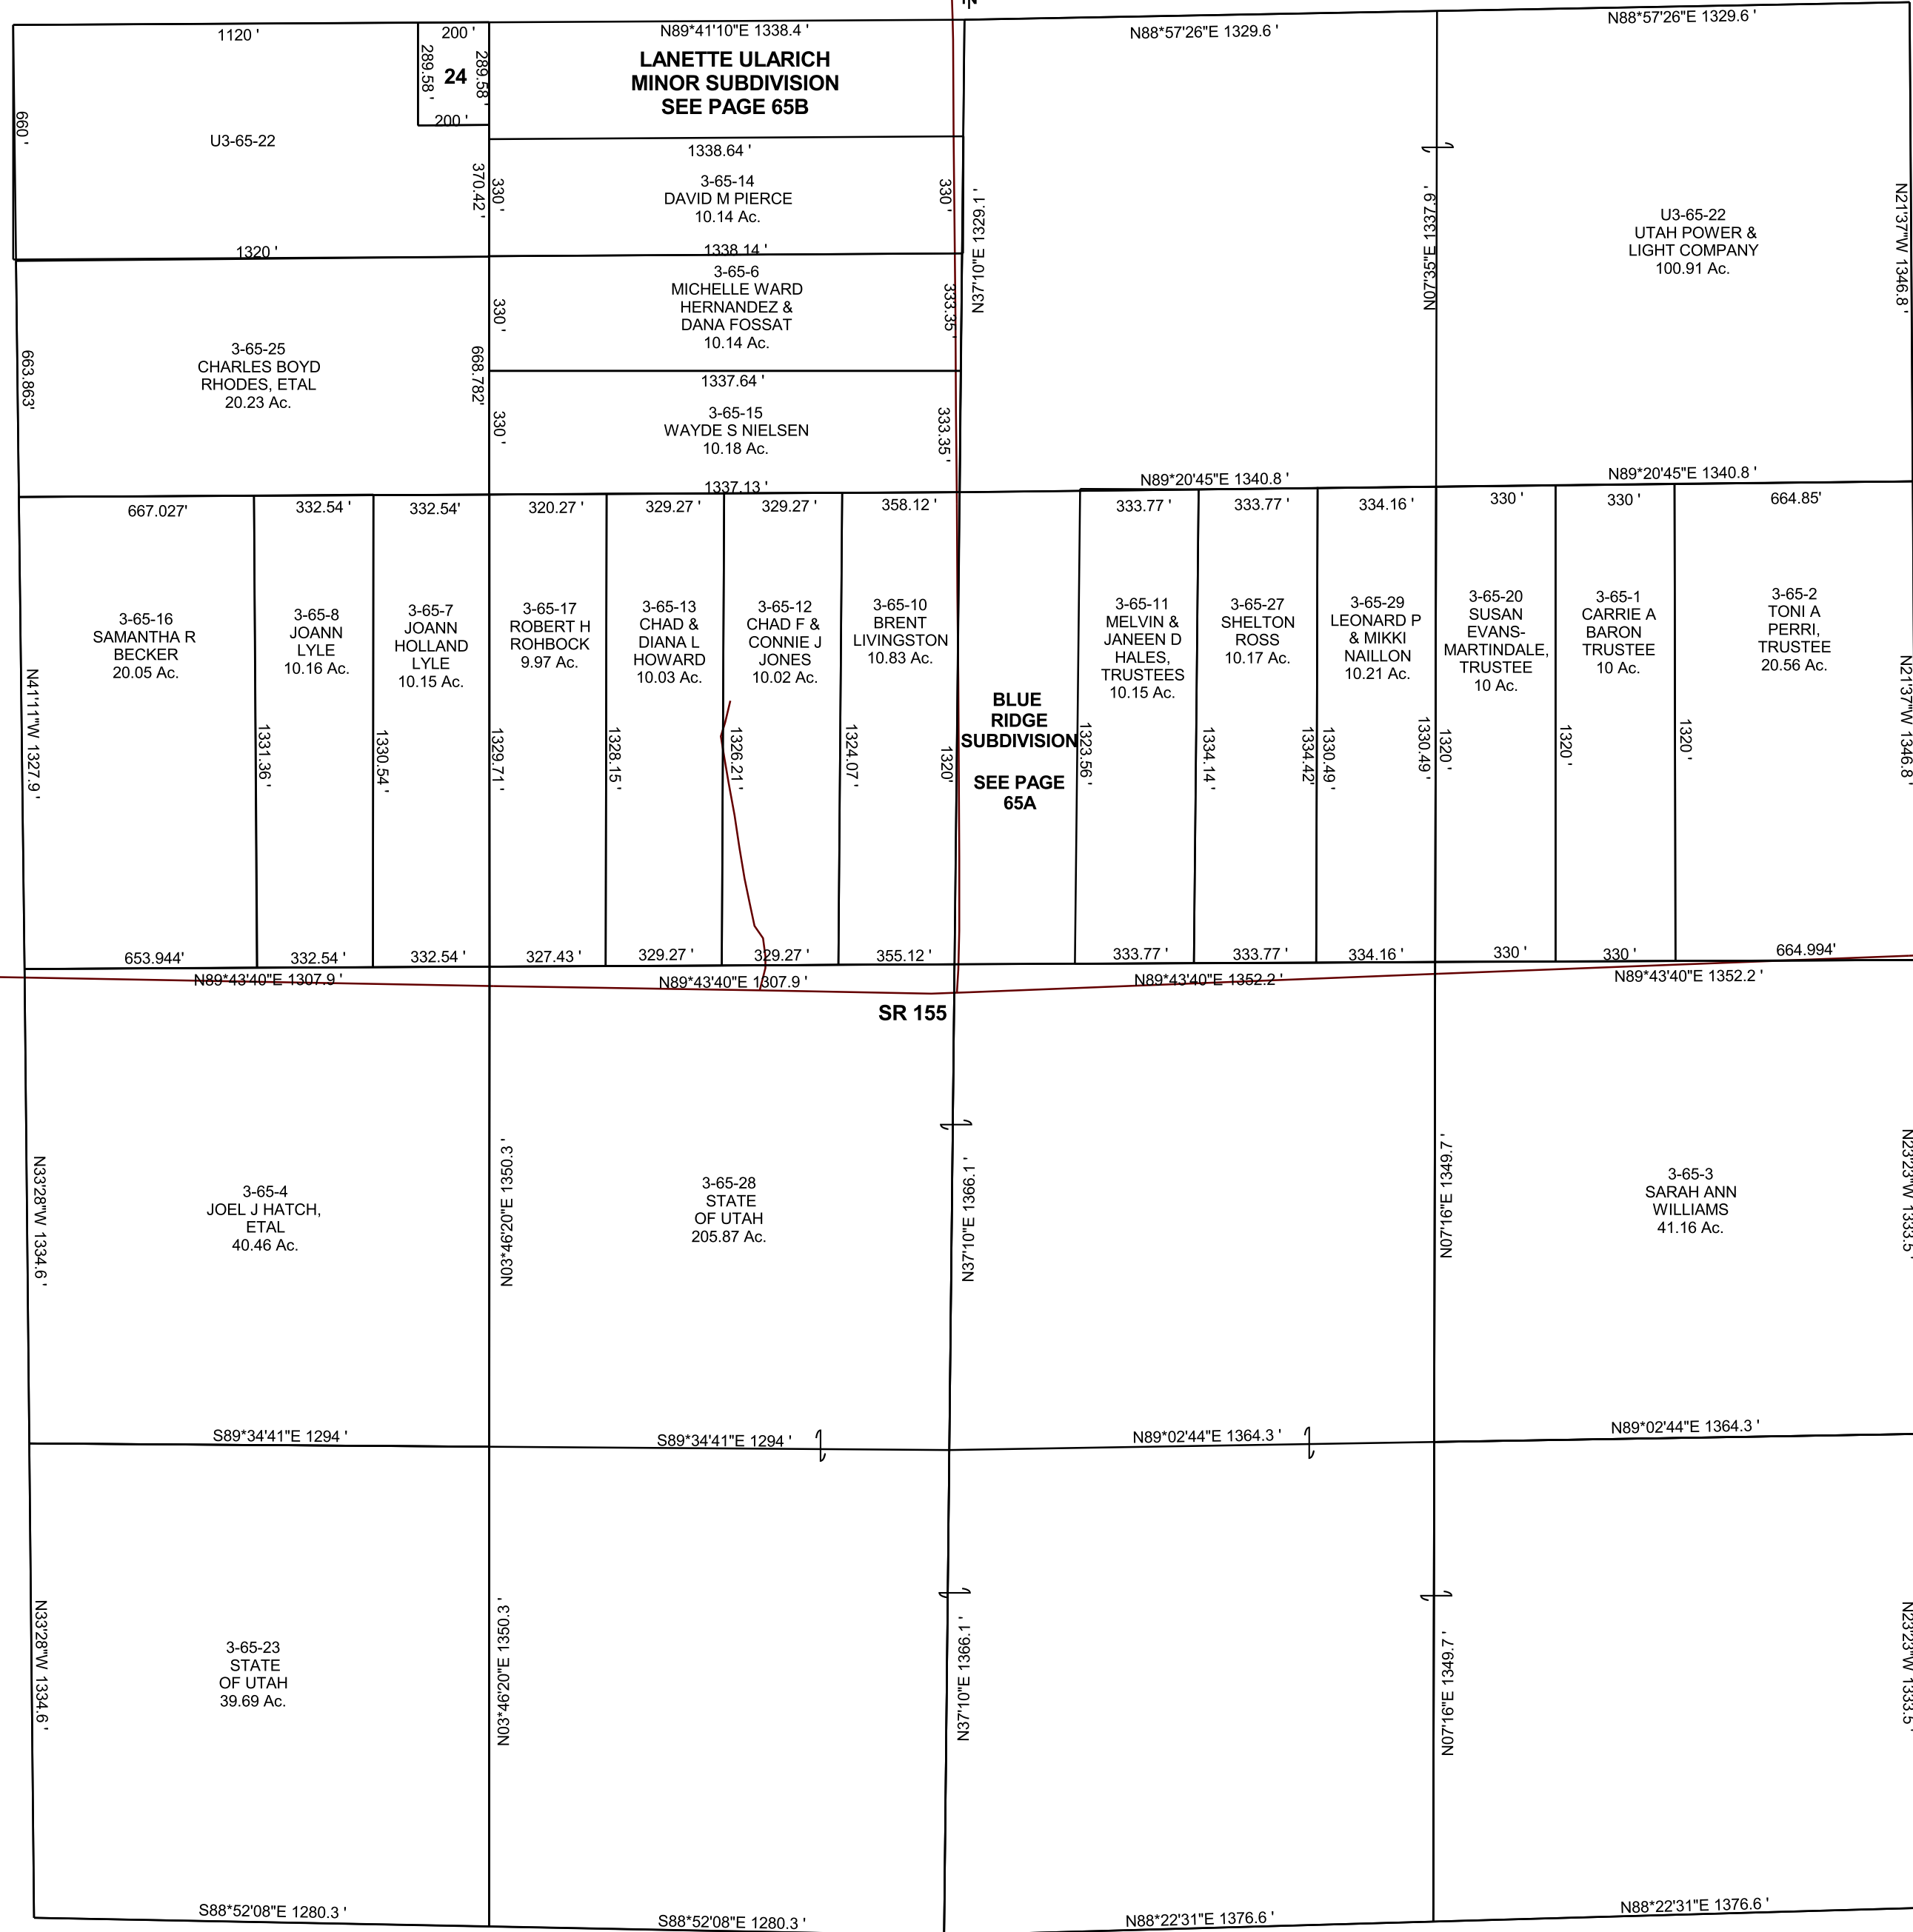 1120 '
200 '
N89*41'10"E 1338.4 '
N88*57'26"E 1329.6 '
N88*57'26"E 1329.6 '
289.58 '
24
289.58 '
200 '
LANETTE ULARICH
MINOR SUBDIVISION
SEE PAGE 65B
660 '
U3-65-22
370.42 '
1320 '
1338.64 '
330 '
3-65-14
DAVID M PIERCE
10.14 Ac.
330 '
1338.14 '
N37'10"E 1329.1 '
N07'35"E 1337.9 '
U3-65-22
UTAH POWER &
LIGHT COMPANY
100.91 Ac.
N21'37"W 1346.8 '
330 '
3-65-6
MICHELLE WARD
HERNANDEZ &
DANA FOSSAT
10.14 Ac.
333.35 '
663.863'
3-65-25
CHARLES BOYD
RHODES, ETAL
20.23 Ac.
668.782'
1337.64 '
330 '
3-65-15
WAYDE S NIELSEN
10.18 Ac.
333.35 '
1337.13 '
N89*20'45"E 1340.8 '
N89*20'45"E 1340.8 '
667.027'
332.54 '
332.54'
320.27 '
329.27 '
329.27 '
358.12 '
333.77 '
333.77 '
334.16 '
330 '
330 '
664.85'
3-65-16
SAMANTHA R
BECKER
20.05 Ac.
3-65-8
JOANN
LYLE
10.16 Ac.
3-65-7
JOANN
HOLLAND
LYLE
10.15 Ac.
3-65-17
ROBERT H
ROHBOCK
9.97 Ac.
3-65-13
CHAD &
DIANA L
HOWARD
10.03 Ac.
3-65-12
CHAD F &
CONNIE J
JONES
10.02 Ac.
3-65-10
BRENT
LIVINGSTON
10.83 Ac.
BLUE
RIDGE
SUBDIVISION
SEE PAGE
65A
3-65-11
MELVIN &
JANEEN D
HALES,
TRUSTEES
10.15 Ac.
3-65-27
SHELTON
ROSS
10.17 Ac.
3-65-29
LEONARD P
& MIKKI
NAILLON
10.21 Ac.
3-65-20
SUSAN
EVANS-
MARTINDALE,
TRUSTEE
10 Ac.
3-65-1
CARRIE A
BARON
TRUSTEE
10 Ac.
3-65-2
TONI A
PERRI,
TRUSTEE
20.56 Ac.
N41'11"W 1327.9 '
1331.36 '
1330.54 '
1329.71 '
1328.15 '
1326.21 '
1324.07 '
1320'
1323.56 '
1334.14 '
1334.42'
1330.49 '
1330.49 '
1320 '
1320 '
1320 '
N21'37"W 1346.8 '
653.944'
332.54 '
332.54 '
327.43 '
329.27 '
329.27 '
355.12 '
333.77 '
333.77 '
334.16 '
330 '
330 '
664.994'
N89*43'40"E 1307.9 '
N89*43'40"E 1307.9 '
N89*43'40"E 1352.2'
N89*43'40"E 1352.2 '
SR 155
N33'28"W 1334.6 '
3-65-4
JOEL J HATCH,
ETAL
40.46 Ac.
N03*46'20"E 1350.3 '
3-65-28
STATE
OF UTAH
205.87 Ac.
N37'10"E 1366.1 '
N07'16"E 1349.7 '
3-65-3
SARAH ANN
WILLIAMS
41.16 Ac.
N23'23"W 1333.5 '
S89*34'41"E 1294 '
S89*34'41"E 1294 '
N89*02'44"E 1364.3 '
N89*02'44"E 1364.3 '
N33'28"W 1334.6 '
3-65-23
STATE
OF UTAH
39.69 Ac.
N03*46'20"E 1350.3 '
N37'10"E 1366.1 '
N07'16"E 1349.7 '
N23'23"W 1333.5 '
S88*52'08"E 1280.3 '
S88*52'08"E 1280.3 '
N88*22'31"E 1376.6 '
N88*22'31"E 1376.6 '